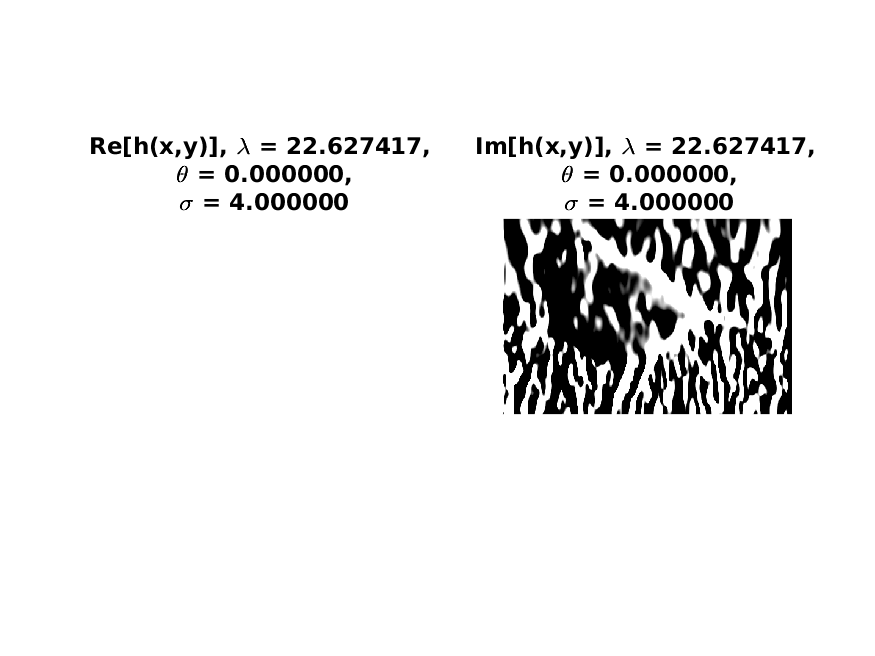 Re[h(x,y)], λ = 22.627417,
θ = 0.000000,
σ = 4.000000
Im[h(x,y)], λ = 22.627417,
θ = 0.000000,
σ = 4.000000